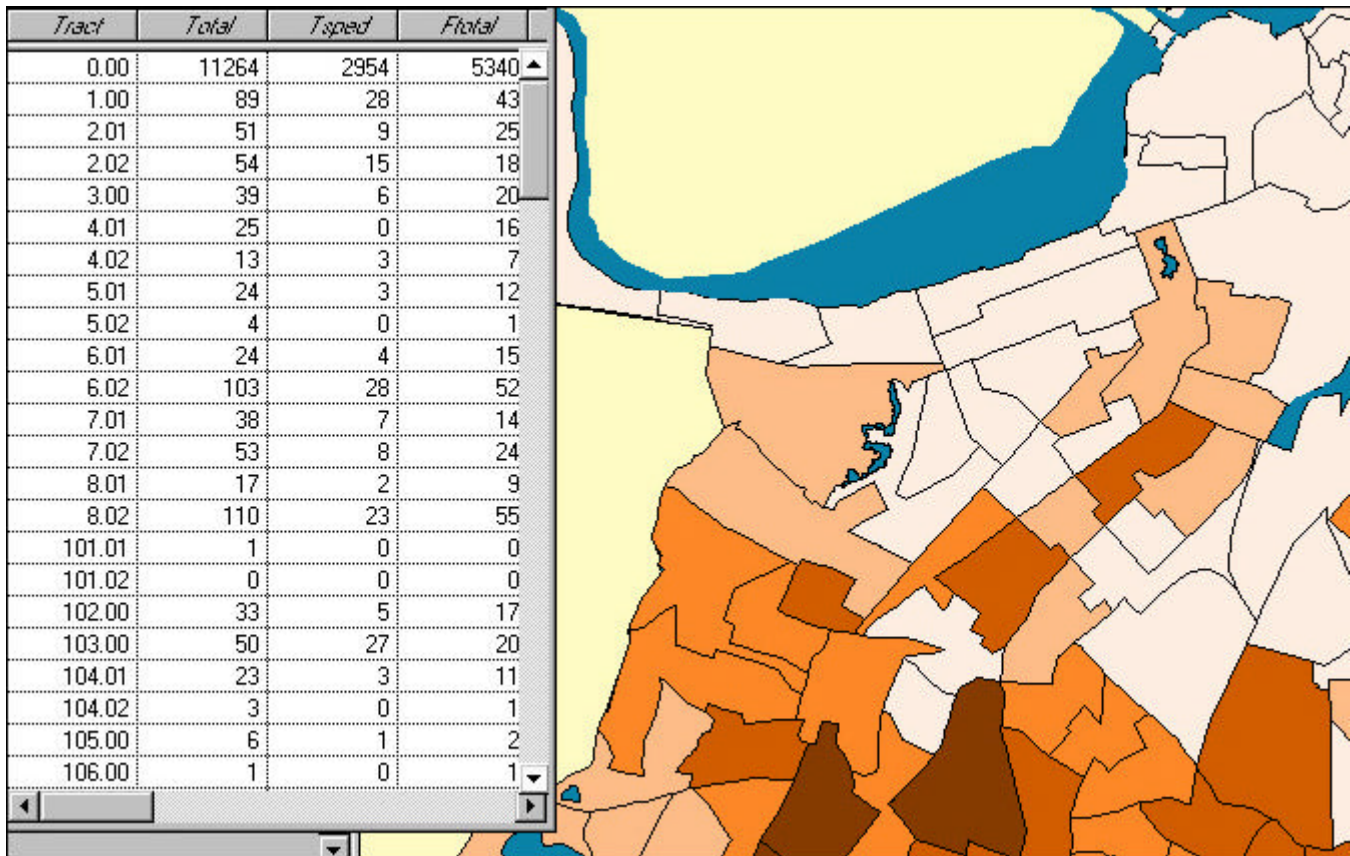 Tract Total Tsped Ftotal
0.00 11264 2954 5340
1.00 89 28 43
2.01 51 9 25
2.02 54 15 18
3.00 39 6 20
4.01 25 0 16
4.02 13 3 7
5.01 24 3 12
5.02 4 0 1
6.01 24 4 15
6.02 103 28 52
7.01 38 7 14
7.02 53 8 24
8.01 17 2 9
8.02 110 23 55
101.01 1 0 0
101.02 0 0 0
102.00 33 5 17
103.00 50 27 20
104.01 23 3 11
104.02 3 0 1
105.00 6 1 2
106.00 1 0 1